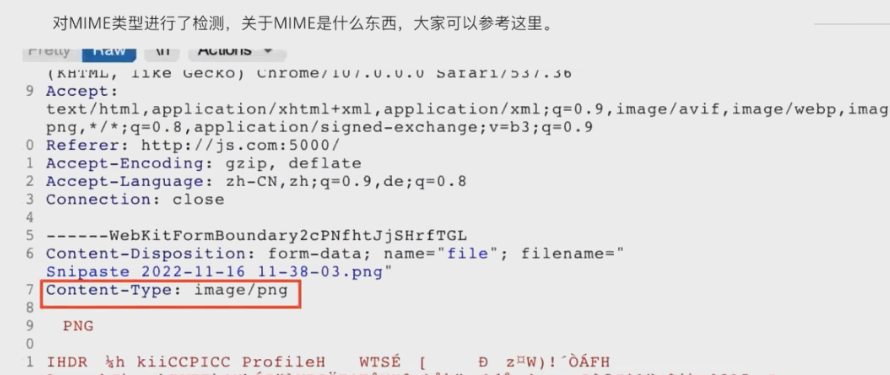 对MIME类型进行了检测，关于MIME是什么东西，大家可以参考这里。
Pretty Raw \n Actions
(KHTML, like Gecko) Chrome/107.0.0.0 Safari/537.36
9 Accept:
text/html,application/xhtml+xml,application/xml;q=0.9,image/avif,image/webp,imag
png,*/*;q=0.8,application/signed-exchange;v=b3;q=0.9
0 Referer: http://js.com:5000/
1 Accept-Encoding: gzip, deflate
2 Accept-Language: zh-CN,zh;q=0.9,de;q=0.8
3 Connection: close
4
5 ------WebKitFormBoundary2cPNfhtJjSHrfTGL
6 Content-Disposition: form-data; name="file"; filename="
Snipaste_2022-11-16_11-38-03.png"
7 Content-Type: image/png
8
9 PNG
0
1 IHDR ¼h kiiCCPICC ProfileH WTSÉ [ Ð z¤W)!´ÒÁFH